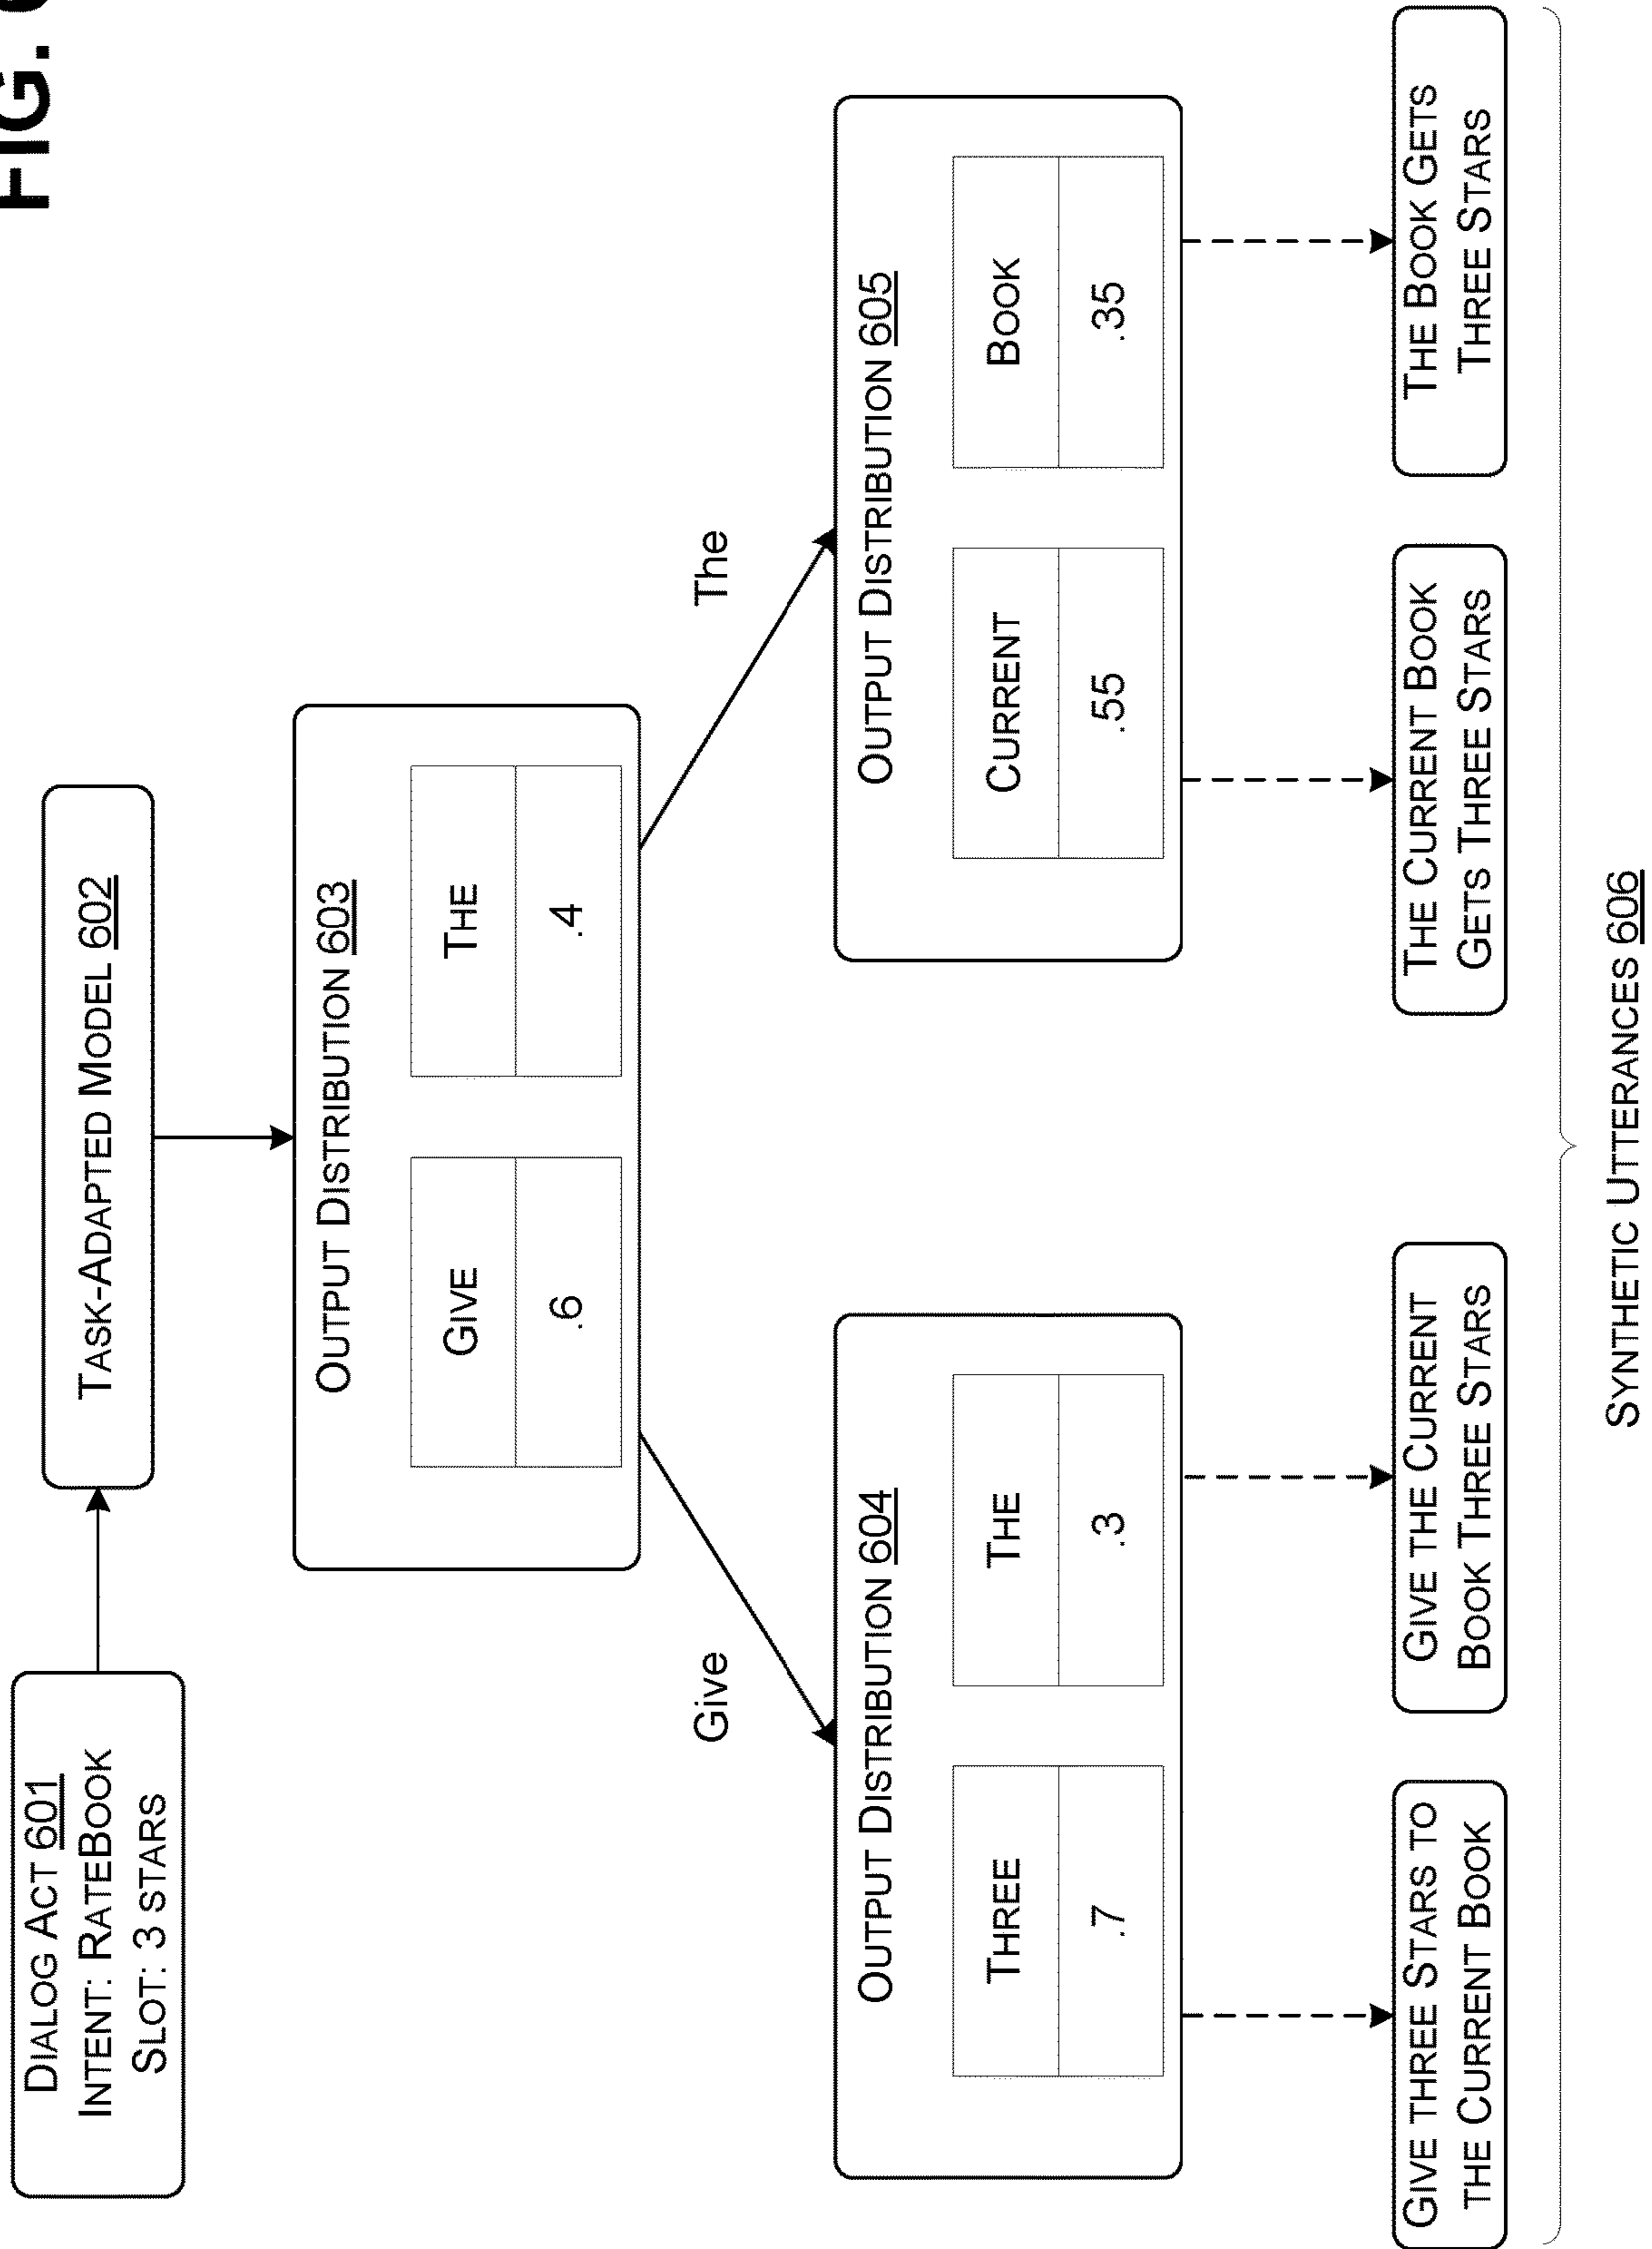 FIG.
DIALOG ACT 601
INTENT: RATEBOOK
SLOT: 3 STARS
TASK-ADAPTED MODEL 602
OUTPUT DISTRIBUTION 603
GIVE
THE
.6
.4
Give
The
OUTPUT DISTRIBUTION 604
THREE
THE
.7
.3
OUTPUT DISTRIBUTION 605
CURRENT
BOOK
.55
.35
GIVE THREE STARS TO
THE CURRENT BOOK
GIVE THE CURRENT
BOOK THREE STARS
THE CURRENT BOOK
GETS THREE STARS
THE BOOK GETS
THREE STARS
SYNTHETIC UTTERANCES 606